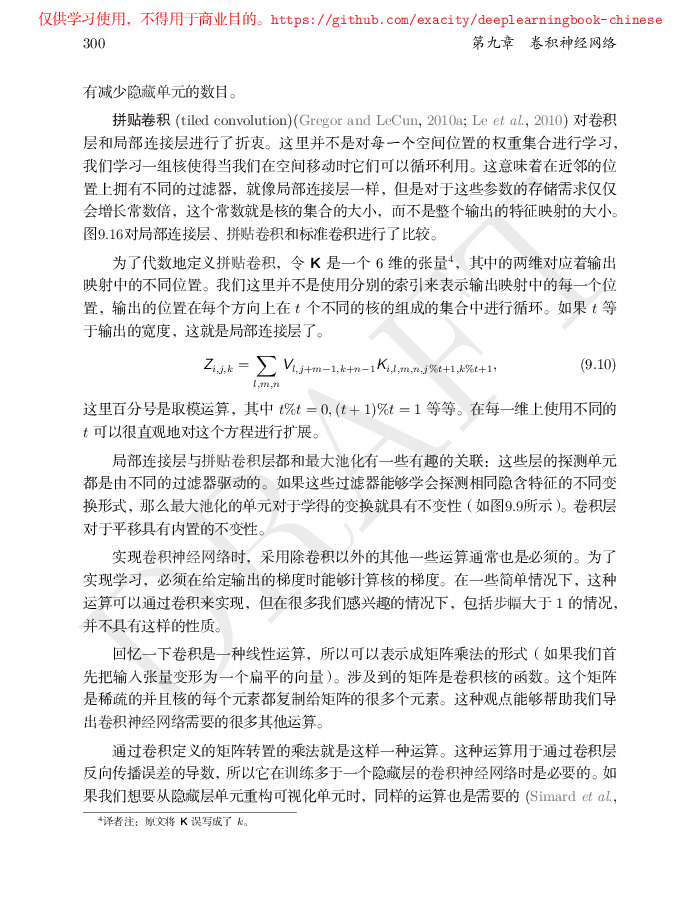 仅供学习使用，不得用于商业目的。https://github.com/exacity/deeplearningbook-chinese
300 第九章 卷积神经网络
有减少隐藏单元的数目。
拼贴卷积 (tiled convolution)(Gregor and LeCun, 2010a; Le et al., 2010) 对卷积
层和局部连接层进行了折衷。这里并不是对每一个空间位置的权重集合进行学习，
我们学习一组核使得当我们在空间移动时它们可以循环利用。这意味着在近邻的位
置上拥有不同的过滤器，就像局部连接层一样，但是对于这些参数的存储需求仅仅
会增长常数倍，这个常数就是核的集合的大小，而不是整个输出的特征映射的大小。
图9.16对局部连接层、拼贴卷积和标准卷积进行了比较。
为了代数地定义拼贴卷积，令 K 是一个 6 维的张量⁴，其中的两维对应着输出
映射中的不同位置。我们这里并不是使用分别的索引来表示输出映射中的每一个位
置，输出的位置在每个方向上在 t 个不同的核的组成的集合中进行循环。如果 t 等
于输出的宽度，这就是局部连接层了。
Z_{i,j,k} = ∑_{l,m,n} V_{l,j+m−1,k+n−1}K_{i,l,m,n,j%t+1,k%t+1}, (9.10)
这里百分号是取模运算，其中 t%t = 0, (t + 1)%t = 1 等等。在每一维上使用不同的
t 可以很直观地对这个方程进行扩展。
局部连接层与拼贴卷积层都和最大池化有一些有趣的关联：这些层的探测单元
都是由不同的过滤器驱动的。如果这些过滤器能够学会探测相同隐含特征的不同变
换形式，那么最大池化的单元对于学得的变换就具有不变性（如图9.9所示）。卷积层
对于平移具有内置的不变性。
实现卷积神经网络时，采用除卷积以外的其他一些运算通常也是必须的。为了
实现学习，必须在给定输出的梯度时能够计算核的梯度。在一些简单情况下，这种
运算可以通过卷积来实现，但在很多我们感兴趣的情况下，包括步幅大于 1 的情况，
并不具有这样的性质。
回忆一下卷积是一种线性运算，所以可以表示成矩阵乘法的形式（如果我们首
先把输入张量变形为一个扁平的向量）。涉及到的矩阵是卷积核的函数。这个矩阵
是稀疏的并且核的每个元素都复制给矩阵的很多个元素。这种观点能够帮助我们导
出卷积神经网络需要的很多其他运算。
通过卷积定义的矩阵转置的乘法就是这样一种运算。这种运算用于通过卷积层
反向传播误差的导数，所以它在训练多于一个隐藏层的卷积神经网络时是必要的。如
果我们想要从隐藏层单元重构可视化单元时，同样的运算也是需要的 (Simard et al.,
⁴译者注：原文将 K 误写成了 k。
DRAFT